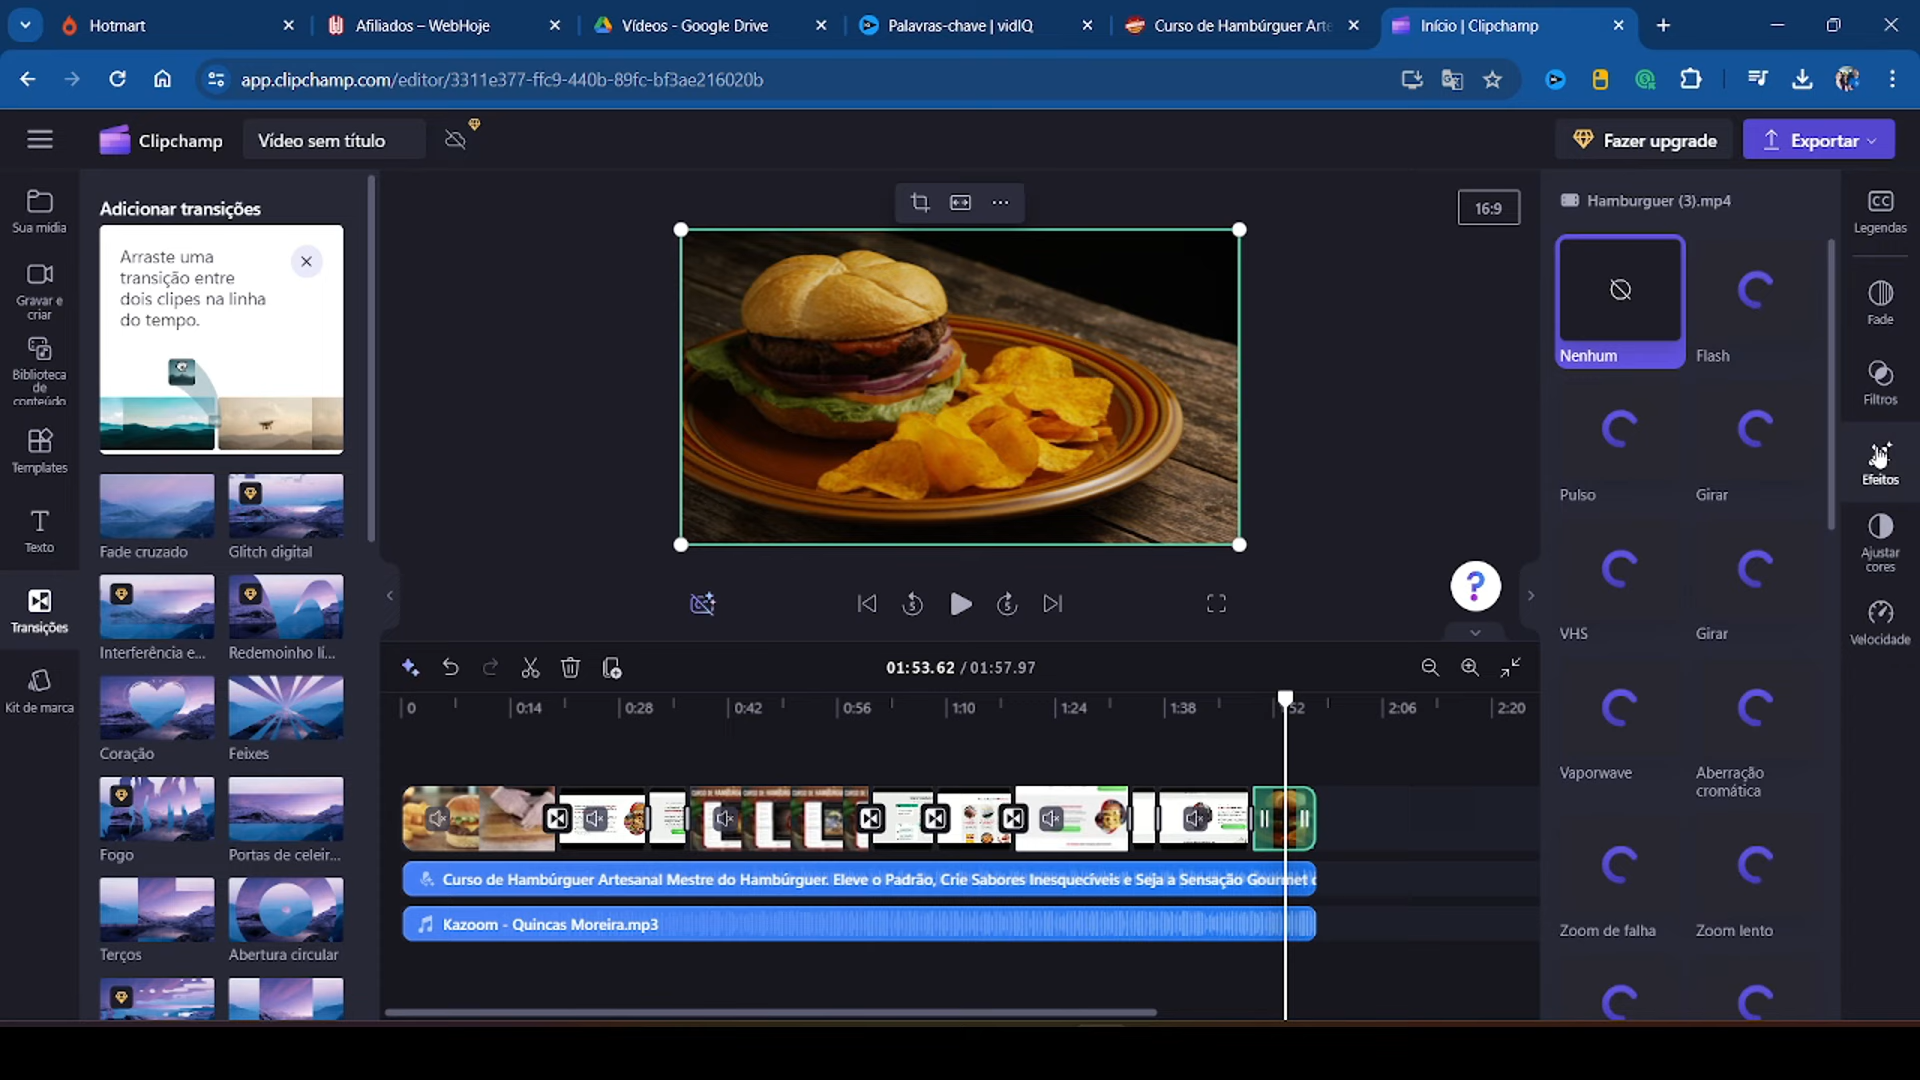 Hotmart
Afiliados – WebHoje
Vídeos - Google Drive
Palavras-chave | vidIQ
Curso de Hambúrguer Arte
Início | Clipchamp
app.clipchamp.com/editor/3311e377-ffc9-440b-89fc-bf3ae216020b
Clipchamp
Vídeo sem título
Fazer upgrade
Exportar
Sua mídia
Gravar e
criar
Biblioteca
de
conteúdo
Templates
Texto
Transições
Kit de marca
Adicionar transições
Arraste uma
transição entre
dois clipes na linha
do tempo.
Fade cruzado
Glitch digital
Interferência e...
Redemoinho lí...
Coração
Feixes
Fogo
Portas de celeir...
Terços
Abertura circular
16:9
5
5
?
01:53.62 / 01:57.97
0
0:14
0:28
0:42
0:56
1:10
1:24
1:38
:52
2:06
2:20
Curso de Hambúrguer Artesanal Mestre do Hambúrguer. Eleve o Padrão, Crie Sabores Inesquecíveis e Seja a Sensação Gourmet
Kazoom - Quincas Moreira.mp3
Hamburguer (3).mp4
Nenhum
Flash
Pulso
Girar
VHS
Girar
Vaporwave
Aberração
cromática
Zoom de falha
Zoom lento
CC
Legendas
Fade
Filtros
Efeitos
Ajustar
cores
Velocidade